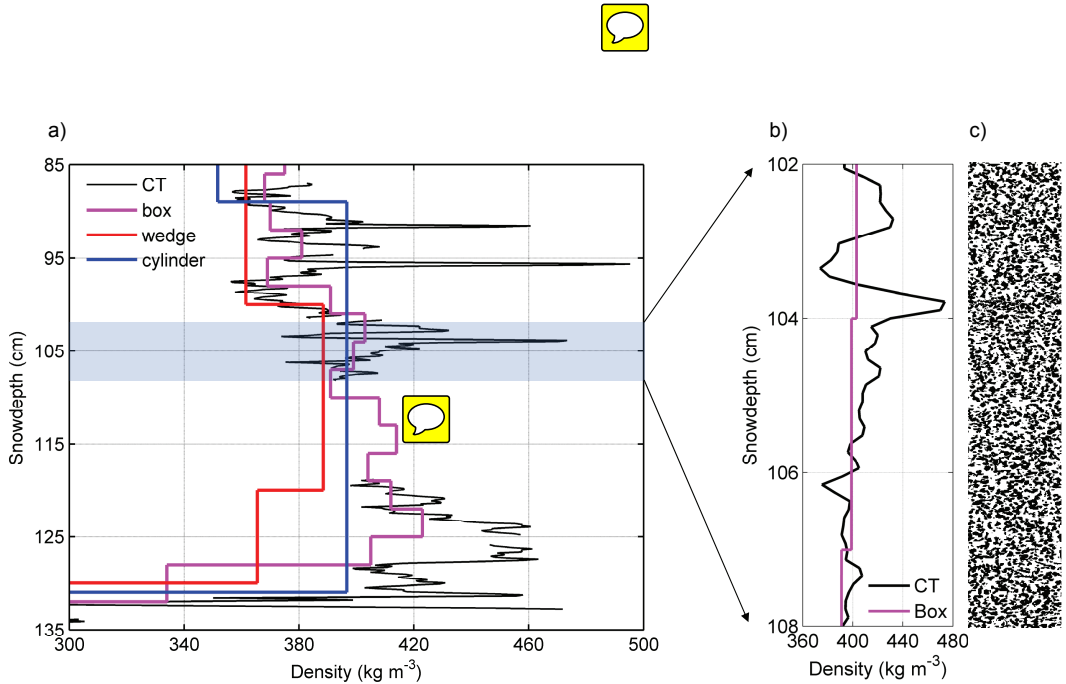 a)
b)
c)
85
95
105
115
125
135
300
340
380
420
460
500
Snowdepth (cm)
Density (kg m⁻³)
CT
box
wedge
cylinder
102
104
106
108
360
400
440
480
Snowdepth (cm)
Density (kg m⁻³)
CT
Box